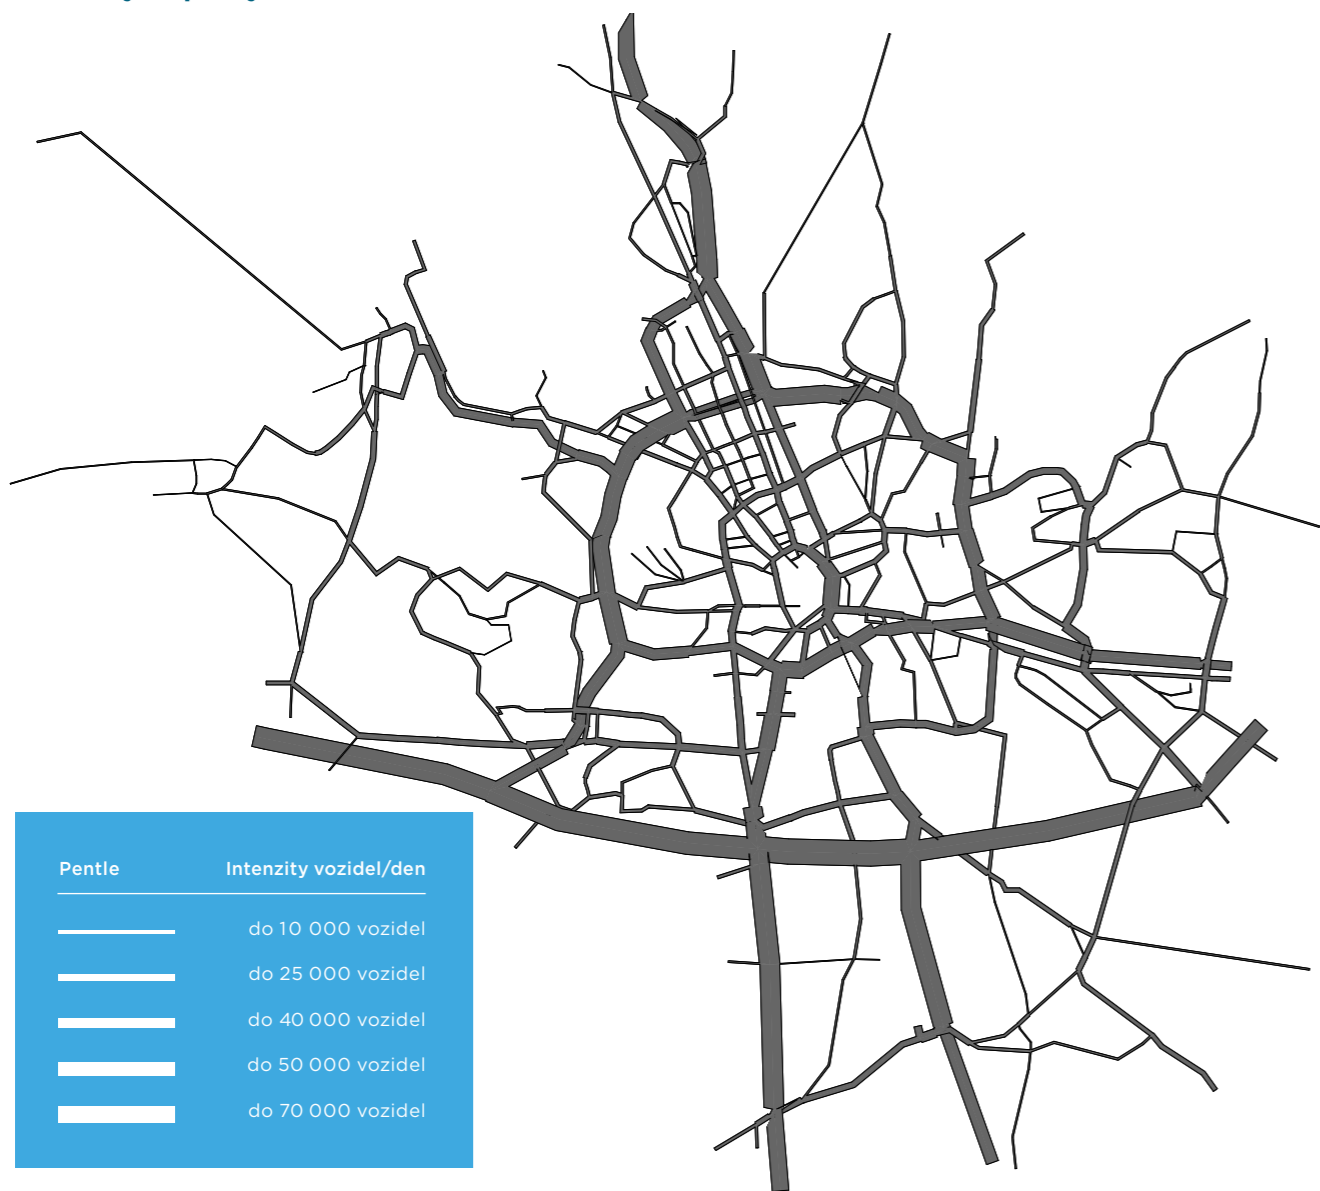 Pentle Intenzity vozidel/den
do 10 000 vozidel
do 25 000 vozidel
do 40 000 vozidel
do 50 000 vozidel
do 70 000 vozidel